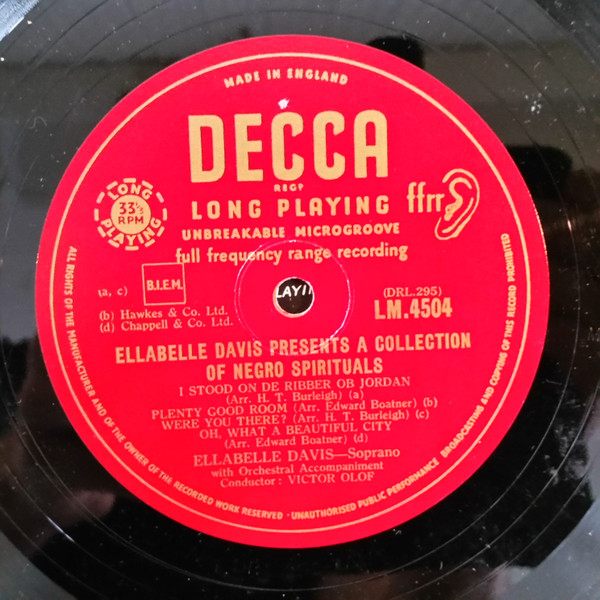 MADE IN ENGLAND
DECCA
REGD
LONG PLAYING
33⅓
RPM
LONG PLAYING
ffrr
UNBREAKABLE MICROGROOVE
full frequency range recording
(a, c) B.I.E.M.
(DRL.295)
LM.4504
(b) Hawkes & Co. Ltd.
(d) Chappell & Co. Ltd.
ELLABELLE DAVIS PRESENTS A COLLECTION
OF NEGRO SPIRITUALS
I STOOD ON DE RIBBER OB JORDAN
(Arr. H. T. Burleigh) (a)
PLENTY GOOD ROOM (Arr. Edward Boatner) (b)
WERE YOU THERE? (Arr. H. T. Burleigh) (c)
OH, WHAT A BEAUTIFUL CITY
(Arr. Edward Boatner) (d)
ELLABELLE DAVIS—Soprano
with Orchestral Accompaniment
Conductor: VICTOR OLOF
ALL RIGHTS OF THE MANUFACTURER AND OF THE OWNER OF THE RECORDED WORK RESERVED · UNAUTHORISED PUBLIC PERFORMANCE BROADCASTING AND COPYING OF THIS RECORD PROHIBITED